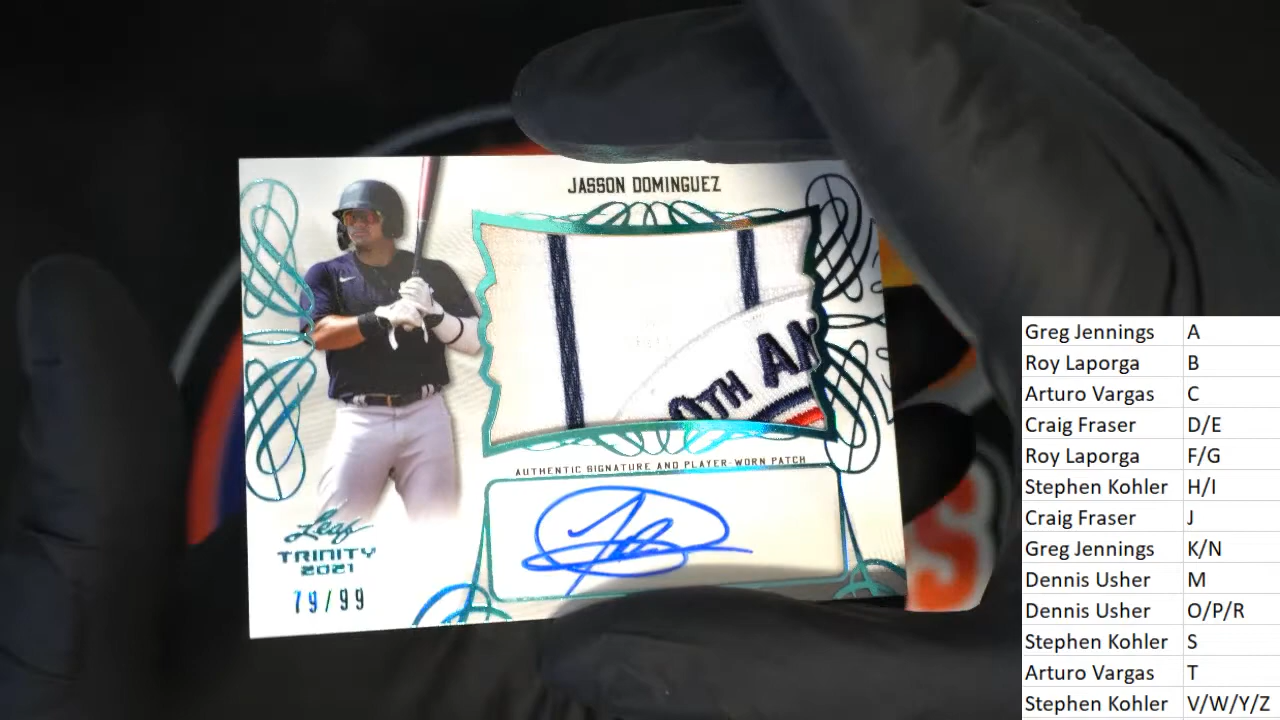 JASSON DOMINGUEZ
0TH AN
AUTHENTIC SIGNATURE AND PLAYER-WORN PATCH
Leaf
TRINITY
2021
79/99
S
Greg Jennings A
Roy Laporga B
Arturo Vargas C
Craig Fraser D/E
Roy Laporga F/G
Stephen Kohler H/I
Craig Fraser J
Greg Jennings K/N
Dennis Usher M
Dennis Usher O/P/R
Stephen Kohler S
Arturo Vargas T
Stephen Kohler V/W/Y/Z